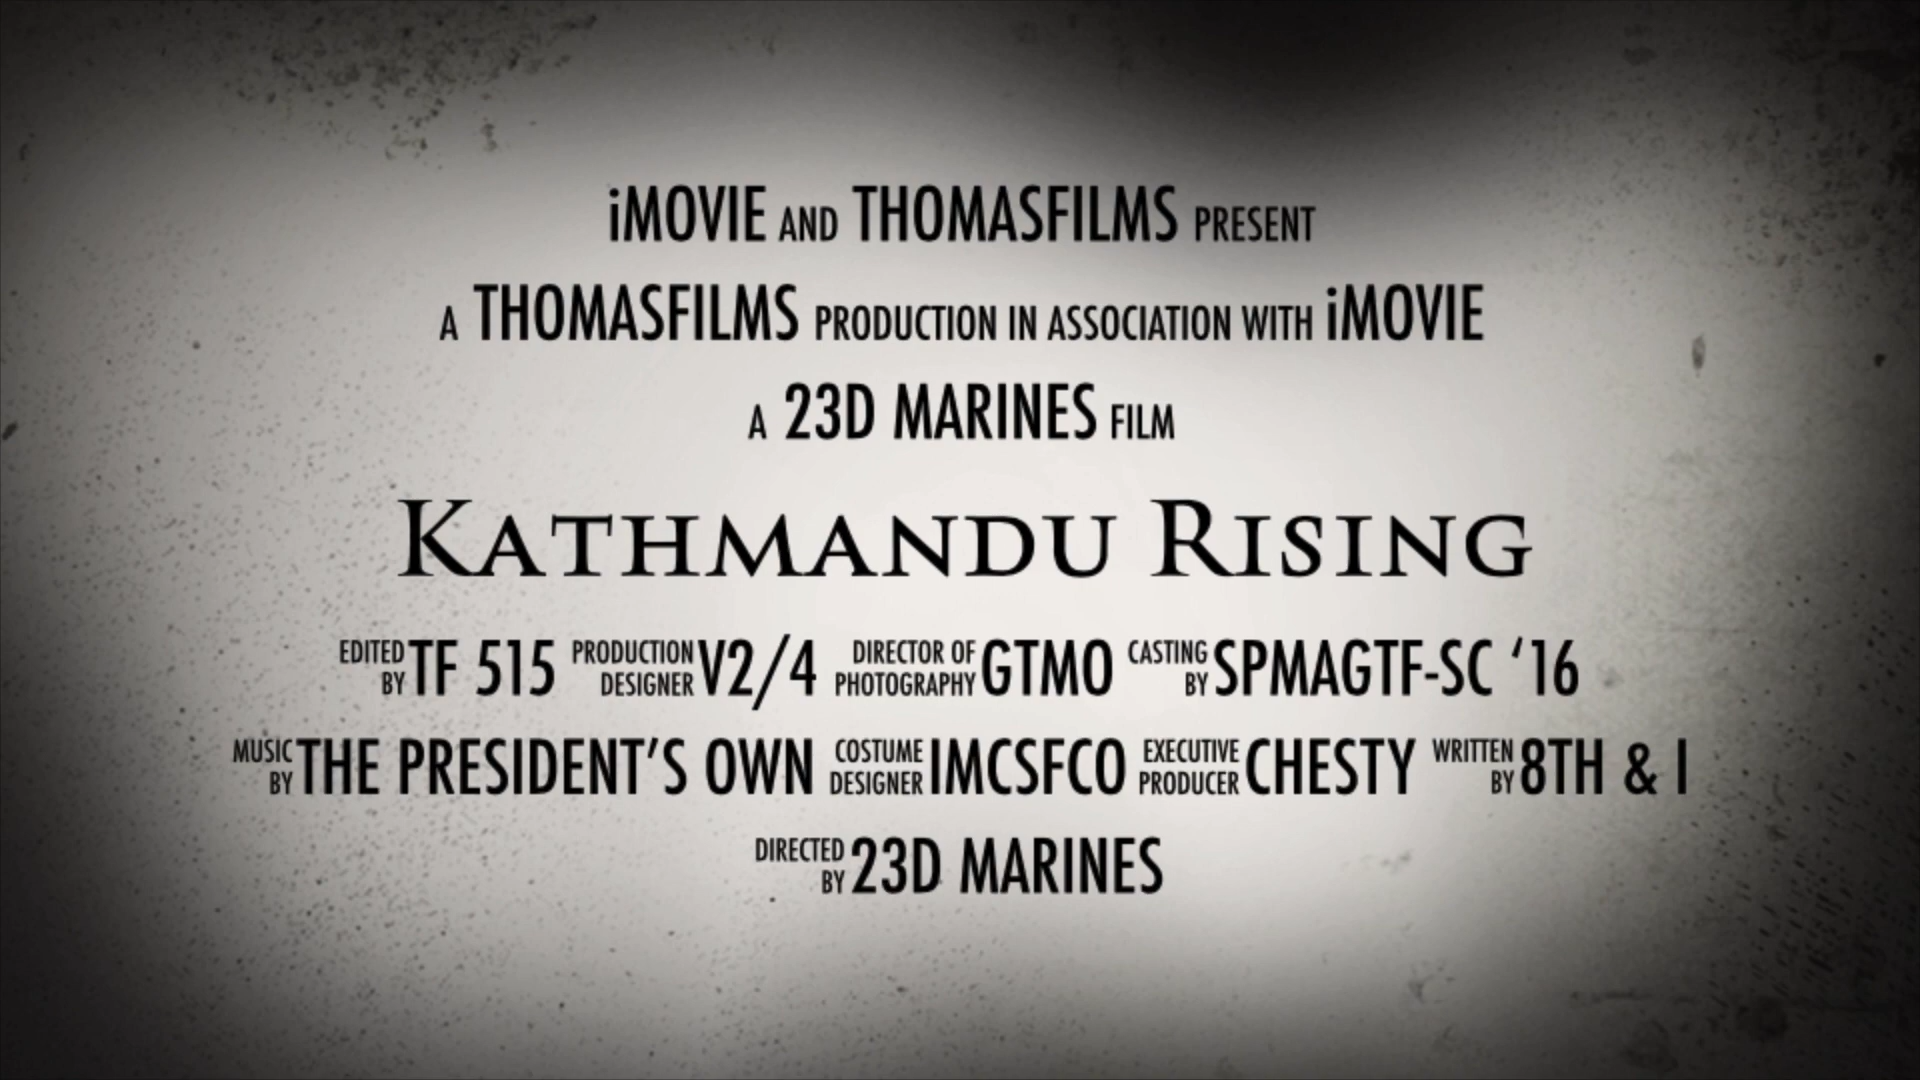 iMOVIE AND THOMASFILMS PRESENT
A THOMASFILMS PRODUCTION IN ASSOCIATION WITH iMOVIE
A 23D MARINES FILM
KATHMANDU RISING
EDITED BY TF 515 PRODUCTION DESIGNER V2/4 DIRECTOR OF PHOTOGRAPHY GTMO CASTING BY SPMAGTF-SC ‘16
MUSIC BY THE PRESIDENT’S OWN COSTUME DESIGNER IMCSFCO EXECUTIVE PRODUCER CHESTY WRITTEN BY 8TH & I
DIRECTED BY 23D MARINES